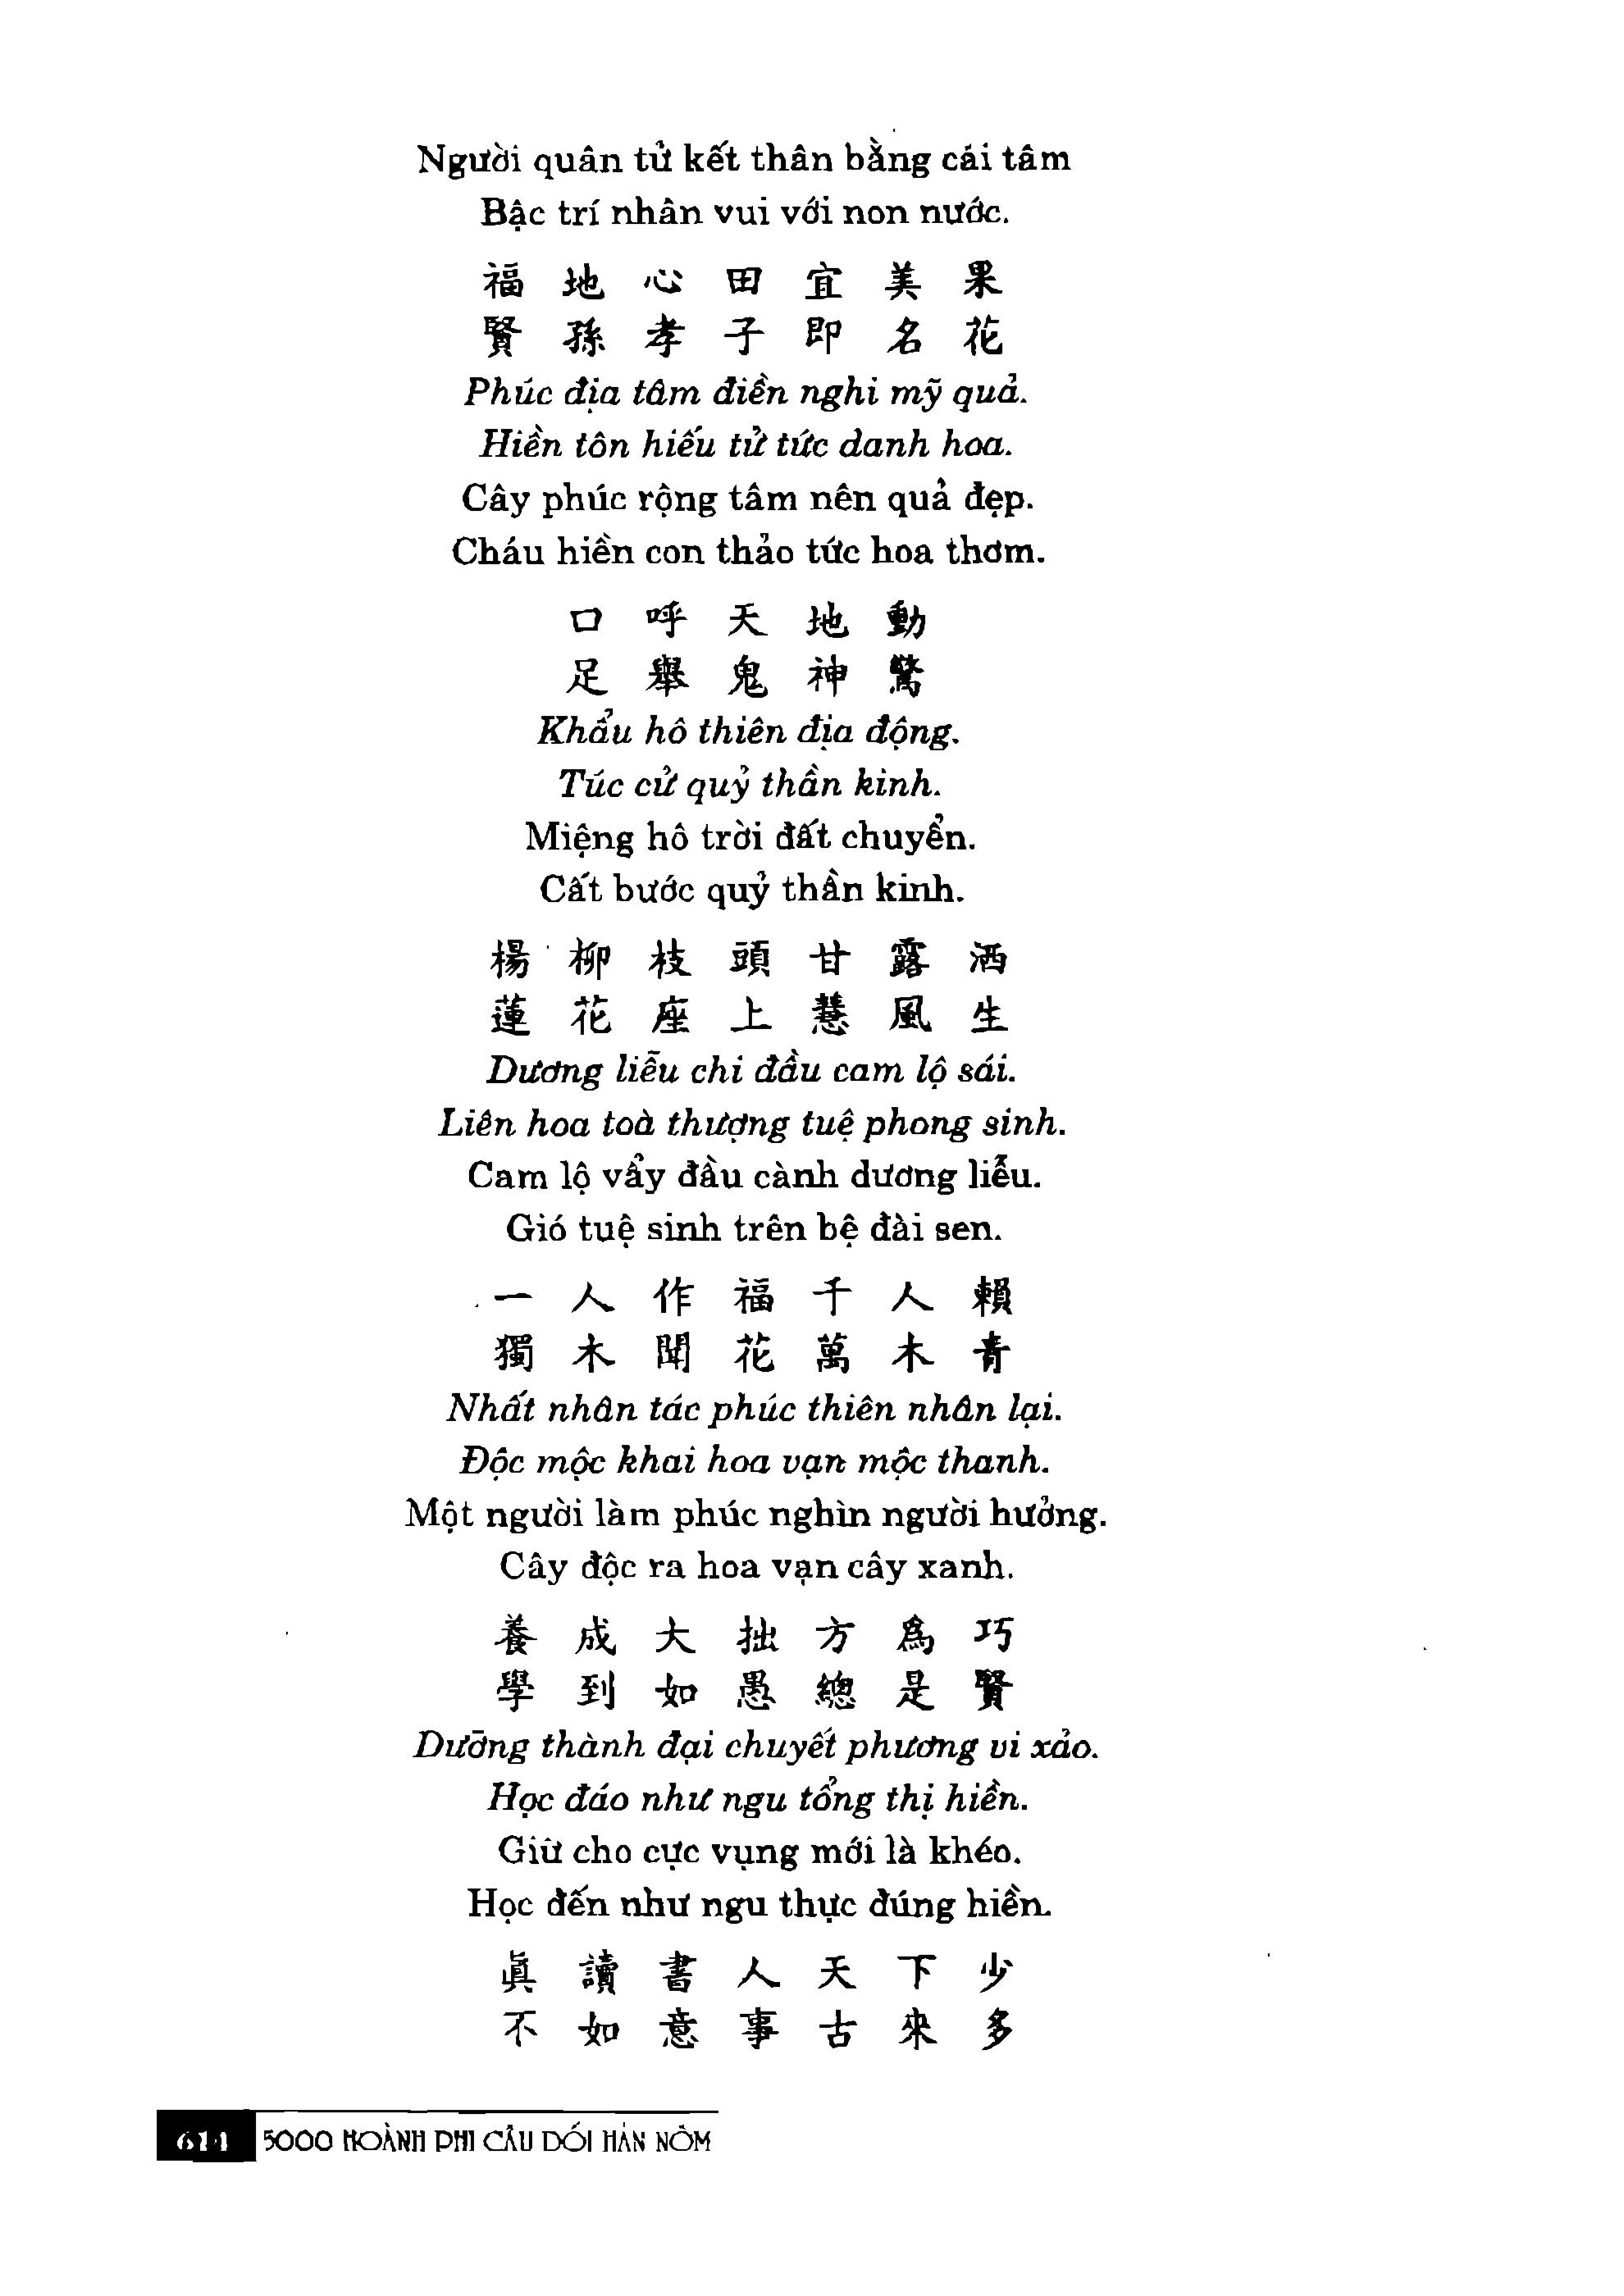 Người quân tử kết thân bằng cái tâm
Bậc trí nhân vui với non nước.
福地心田宜美果
賢孫孝子即名花
Phúc địa tâm điền nghi mỹ quả.
Hiền tôn hiếu tử tức danh hoa.
Cây phúc rộng tâm nên quả đẹp.
Cháu hiền con thảo tức hoa thơm.
口呼天地動
足舉鬼神驚
Khẩu hô thiên địa động.
Túc cử quỷ thần kinh.
Miệng hô trời đất chuyển.
Cất bước quỷ thần kinh.
楊柳枝頭甘露洒
蓮花座上慧風生
Dương liễu chi đầu cam lộ sái.
Liên hoa toà thượng tuệ phong sinh.
Cam lộ vẩy đầu cành dương liễu.
Gió tuệ sinh trên bệ đài sen.
一人作福千人賴
獨木開花萬木青
Nhất nhân tác phúc thiên nhân lại.
Độc mộc khai hoa vạn mộc thanh.
Một người làm phúc nghìn người hưởng.
Cây độc ra hoa vạn cây xanh.
養成大拙方為巧
學到如愚總是賢
Dưỡng thành đại chuyết phương vi xảo.
Học đáo như ngu tổng thị hiền.
Giữ cho cực vụng mới là khéo.
Học đến như ngu thực đúng hiền.
眞讀書人天下少
不如意事古來多
614 5000 HOÀNH PHI CÂU ĐỐI HÁN NÔM